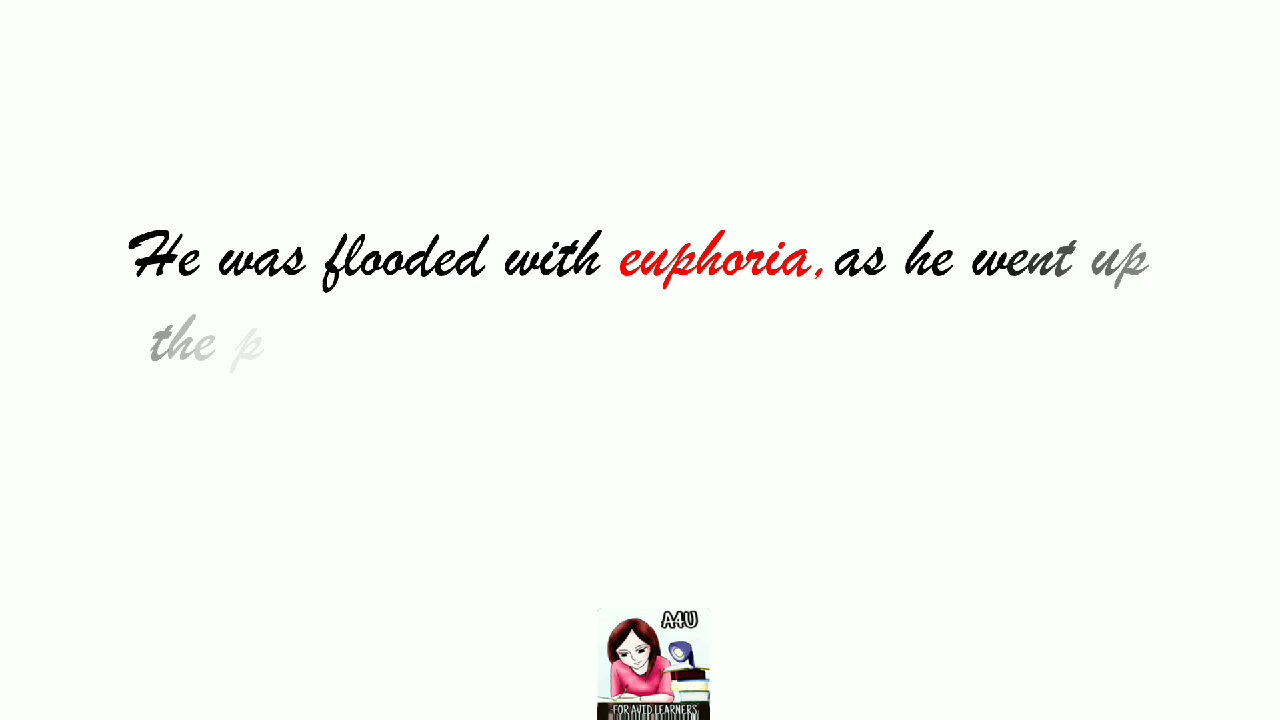 He was flooded with euphoria, as he went up
the p
A4U
FOR AVID LEARNERS